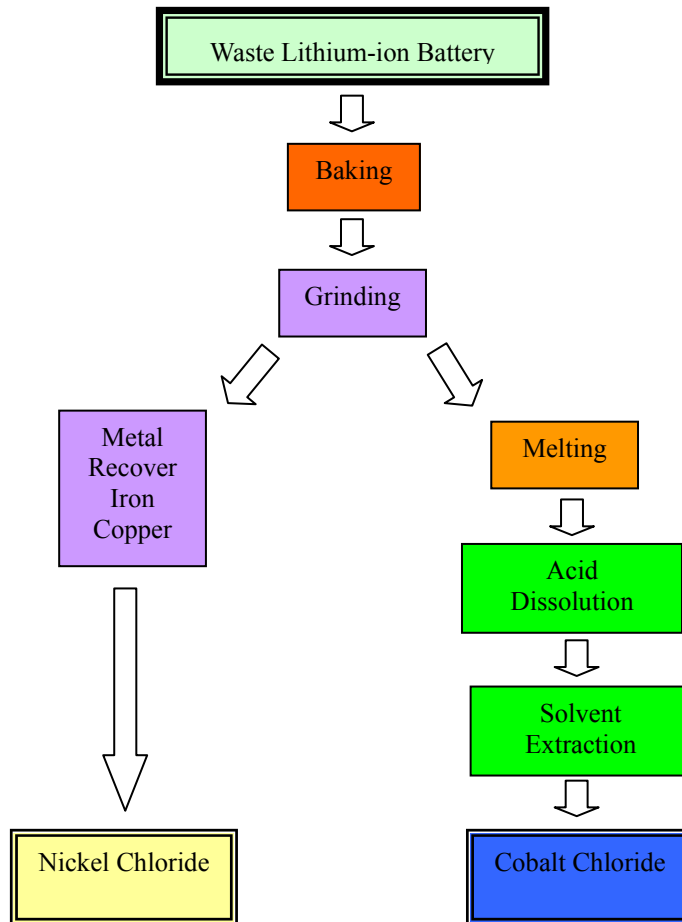 Waste Lithium-ion Battery
Baking
Grinding
Metal
Recover
Iron
Copper
Melting
Acid
Dissolution
Solvent
Extraction
Nickel Chloride
Cobalt Chloride